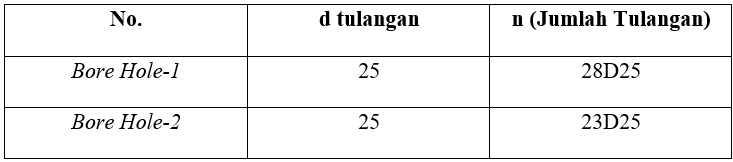 No. d tulangan n (Jumlah Tulangan)
Bore Hole-1 25 28D25
Bore Hole-2 25 23D25